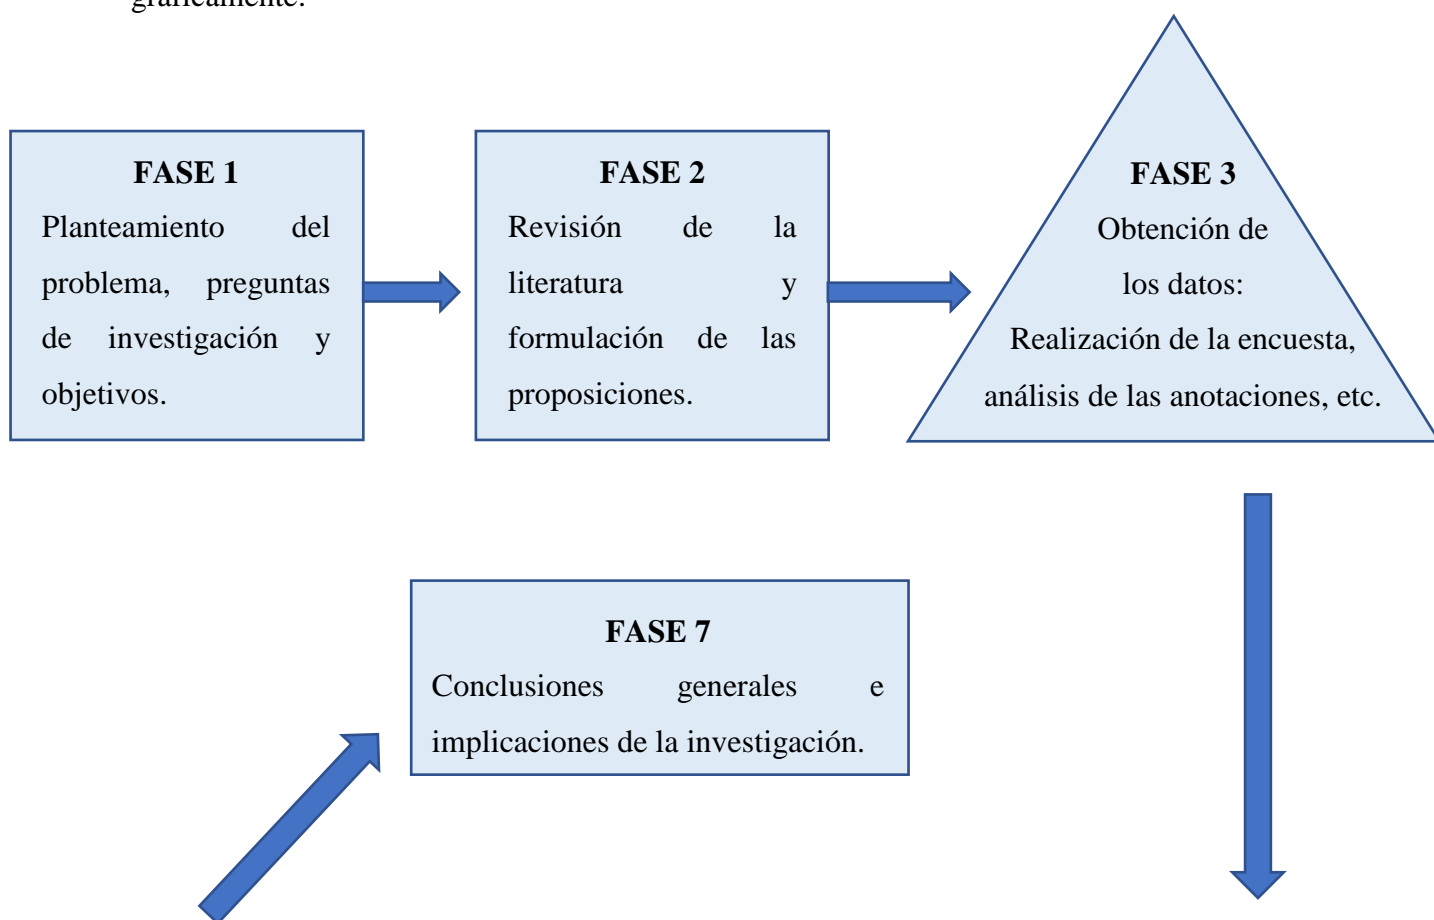 gráficamente.
FASE 1
Planteamiento del
problema, preguntas
de investigación y
objetivos.
FASE 2
Revisión de la
literatura y
formulación de las
proposiciones.
FASE 3
Obtención de
los datos:
Realización de la encuesta,
análisis de las anotaciones, etc.
FASE 7
Conclusiones generales e
implicaciones de la investigación.